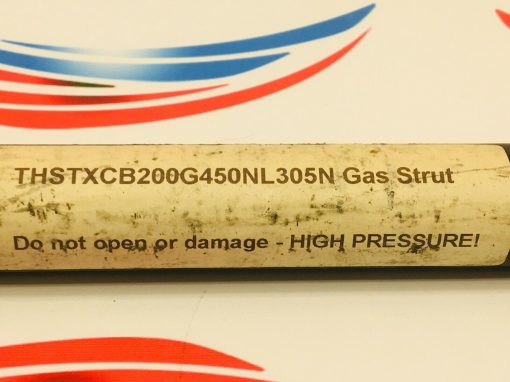 THSTXCB200G450NL305N Gas Strut
Do not open or damage - HIGH PRESSURE!